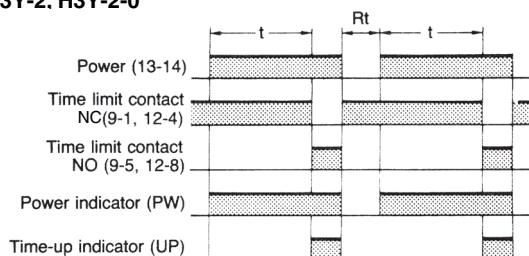 3Y-2, H3Y-2-0
t Rt t
Power (13-14)
Time limit contact
NC(9-1, 12-4)
Time limit contact
NO (9-5, 12-8)
Power indicator (PW)
Time-up indicator (UP)